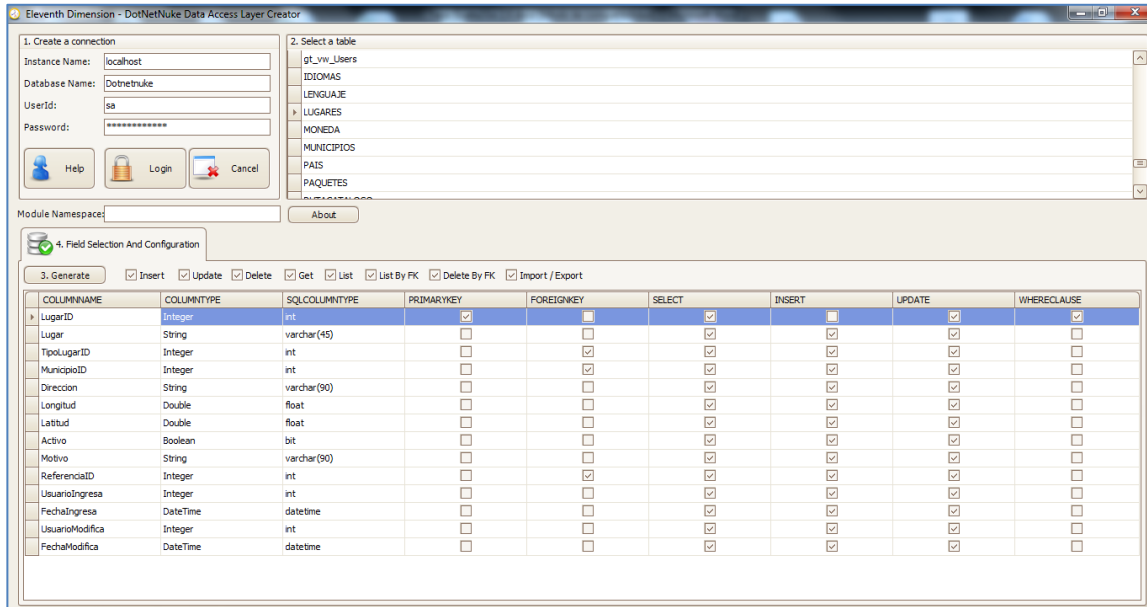 Eleventh Dimension - DotNetNuke Data Access Layer Creator
1. Create a connection
Instance Name: localhost
Database Name: Dotnetnuke
UserId: sa
Password: ************
Help Login Cancel
2. Select a table
gt_vw_Users
IDIOMAS
LENGUAJE
LUGARES
MONEDA
MUNICIPIOS
PAIS
PAQUETES
Module Namespace:
About
4. Field Selection And Configuration
3. Generate Insert Update Delete Get List List By FK Delete By FK Import / Export
COLUMNNAME COLUMNTYPE SQLCOLUMNTYPE PRIMARYKEY FOREIGNKEY SELECT INSERT UPDATE WHERECLAUSE
LugarID Integer int
Lugar String varchar(45)
TipoLugarID Integer int
MunicipioID Integer int
Direccion String varchar(90)
Longitud Double float
Latitud Double float
Activo Boolean bit
Motivo String varchar(90)
ReferenciaID Integer int
UsuarioIngresa Integer int
FechaIngresa DateTime datetime
UsuarioModifica Integer int
FechaModifica DateTime datetime